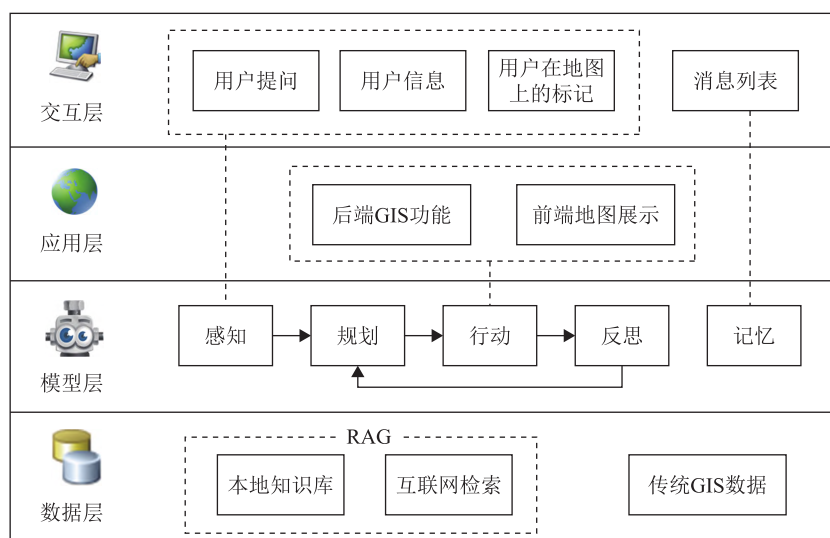 交互层
用户提问
用户信息
用户在地图
上的标记
消息列表
应用层
后端GIS功能
前端地图展示
模型层
感知
规划
行动
反思
记忆
数据层
RAG
本地知识库
互联网检索
传统GIS数据